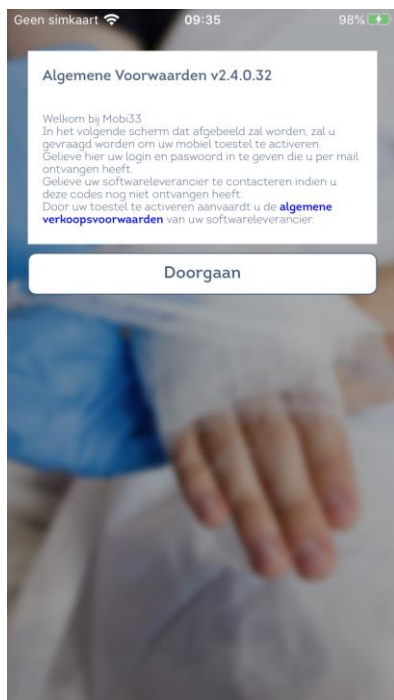 Geen simkaart 09:35 98%
Algemene Voorwaarden v2.4.0.32
Welkom bij Mobi33
In het volgende scherm dat afgebeeld zal worden, zal u
gevraagd worden om uw mobiel toestel te activeren.
Gelieve hier uw login en paswoord in te geven die u per mail
ontvangen heeft.
Gelieve uw softwareleverancier te contacteren indien u
deze codes nog niet ontvangen heeft.
Door uw toestel te activeren aanvaardt u de algemene
verkoopsvoorwaarden van uw softwareleverancier.
Doorgaan